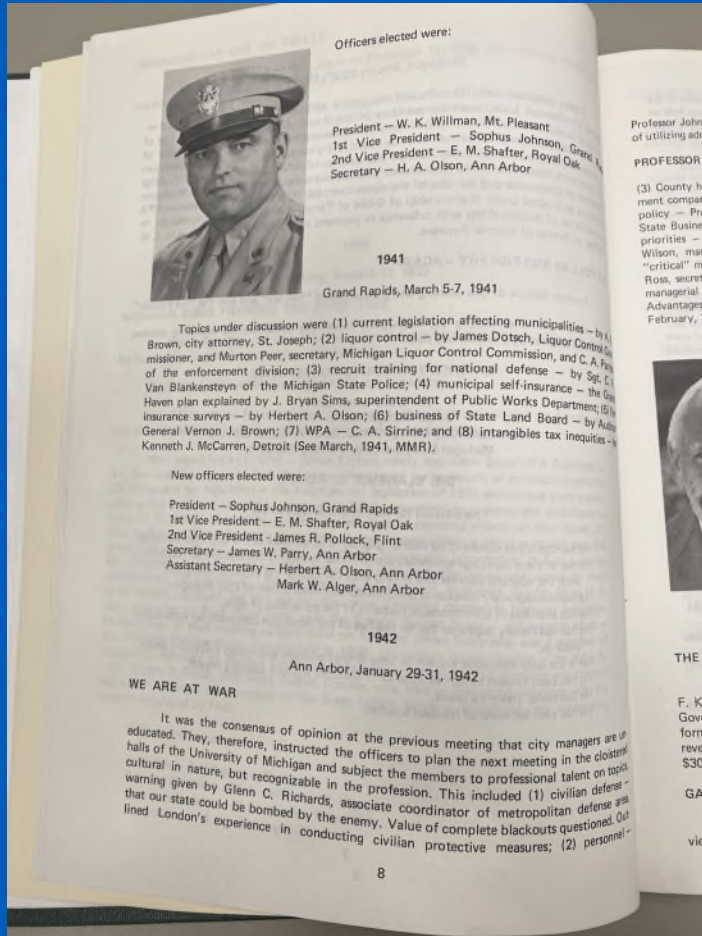 Officers elected were:
President — W. K. Willman, Mt. Pleasant
1st Vice President — Sophus Johnson, Grand
2nd Vice President — E. M. Shafter, Royal Oak
Secretary — H. A. Olson, Ann Arbor
1941
Grand Rapids, March 5-7, 1941
Topics under discussion were (1) current legislation affecting municipalities — by
Brown, city attorney, St. Joseph; (2) liquor control — by James Dotsch, Liquor Control
missioner, and Murton Peer, secretary, Michigan Liquor Control Commission, and C. A.
of the enforcement division; (3) recruit training for national defense — by Sgt. C.
Van Blankensteyn of the Michigan State Police; (4) municipal self-insurance — the
Haven plan explained by J. Bryan Sims, superintendent of Public Works Department; (5)
insurance surveys — by Herbert A. Olson; (6) business of State Land Board — by
General Vernon J. Brown; (7) WPA — C. A. Sirrine; and (8) intangibles tax inequities —
Kenneth J. McCarren, Detroit (See March, 1941, MMR).
New officers elected were:
President — Sophus Johnson, Grand Rapids
1st Vice President — E. M. Shafter, Royal Oak
2nd Vice President - James R. Pollock, Flint
Secretary — James W. Parry, Ann Arbor
Assistant Secretary — Herbert A. Olson, Ann Arbor
Mark W. Alger, Ann Arbor
1942
Ann Arbor, January 29-31, 1942
WE ARE AT WAR
It was the consensus of opinion at the previous meeting that city managers are
educated. They, therefore, instructed the officers to plan the next meeting in the cloistered
halls of the University of Michigan and subject the members to professional talent on topics
cultural in nature, but recognizable in the profession. This included (1) civilian defense —
warning given by Glenn C. Richards, associate coordinator of metropolitan defense area
that our state could be bombed by the enemy. Value of complete blackouts questioned. Out
lined London's experience in conducting civilian protective measures; (2) personnel —
8
Professor John
of utilizing
PROFESSOR
(3) County
ment
policy —
State
priorities —
Wilson,
"critical"
Ross,
managerial
Advantages
February,
THE
F. K
$30